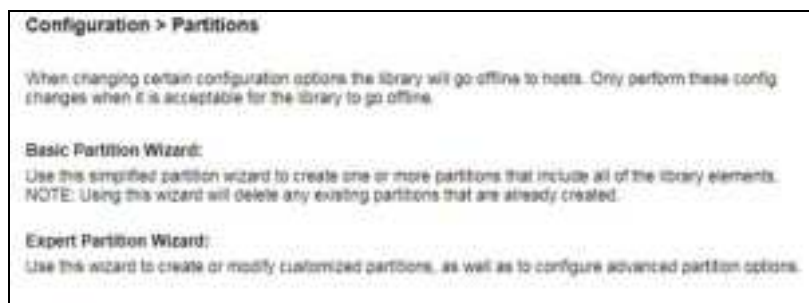 Configuration > Partitions
When changing certain configuration options the library will go offline to hosts. Only perform these config
changes when it is acceptable for the library to go offline.
Basic Partition Wizard:
Use this simplified partition wizard to create one or more partitions that include all of the library elements.
NOTE: Using this wizard will delete any existing partitions that are already created.
Expert Partition Wizard:
Use this wizard to create or modify customized partitions, as well as to configure advanced partition options.